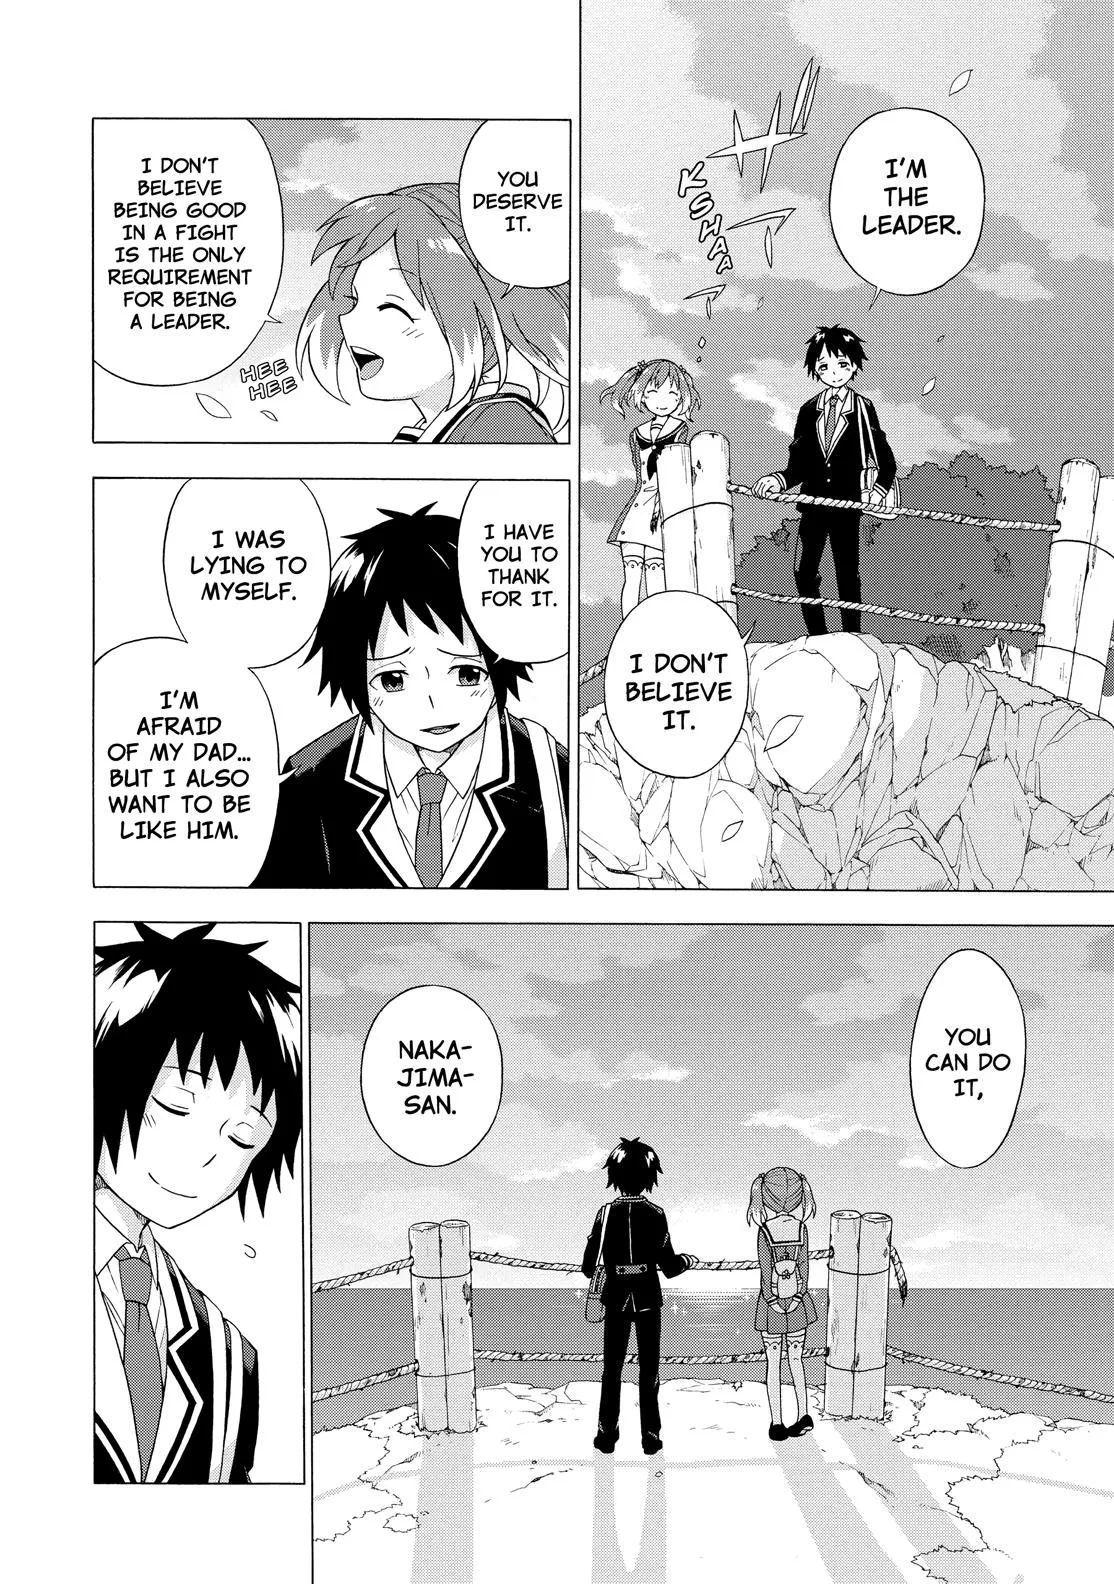 I'M
THE
LEADER.
KSHAA
I DON'T
BELIEVE
IT.
YOU
DESERVE
IT.
I DON'T
BELIEVE
BEING GOOD
IN A FIGHT
IS THE ONLY
REQUIREMENT
FOR BEING
A LEADER.
HEE
HEE
I HAVE
YOU TO
THANK
FOR IT.
I WAS
LYING TO
MYSELF.
I'M
AFRAID
OF MY DAD...
BUT I ALSO
WANT TO BE
LIKE HIM.
YOU
CAN DO
IT,
NAKA-
JIMA-
SAN.